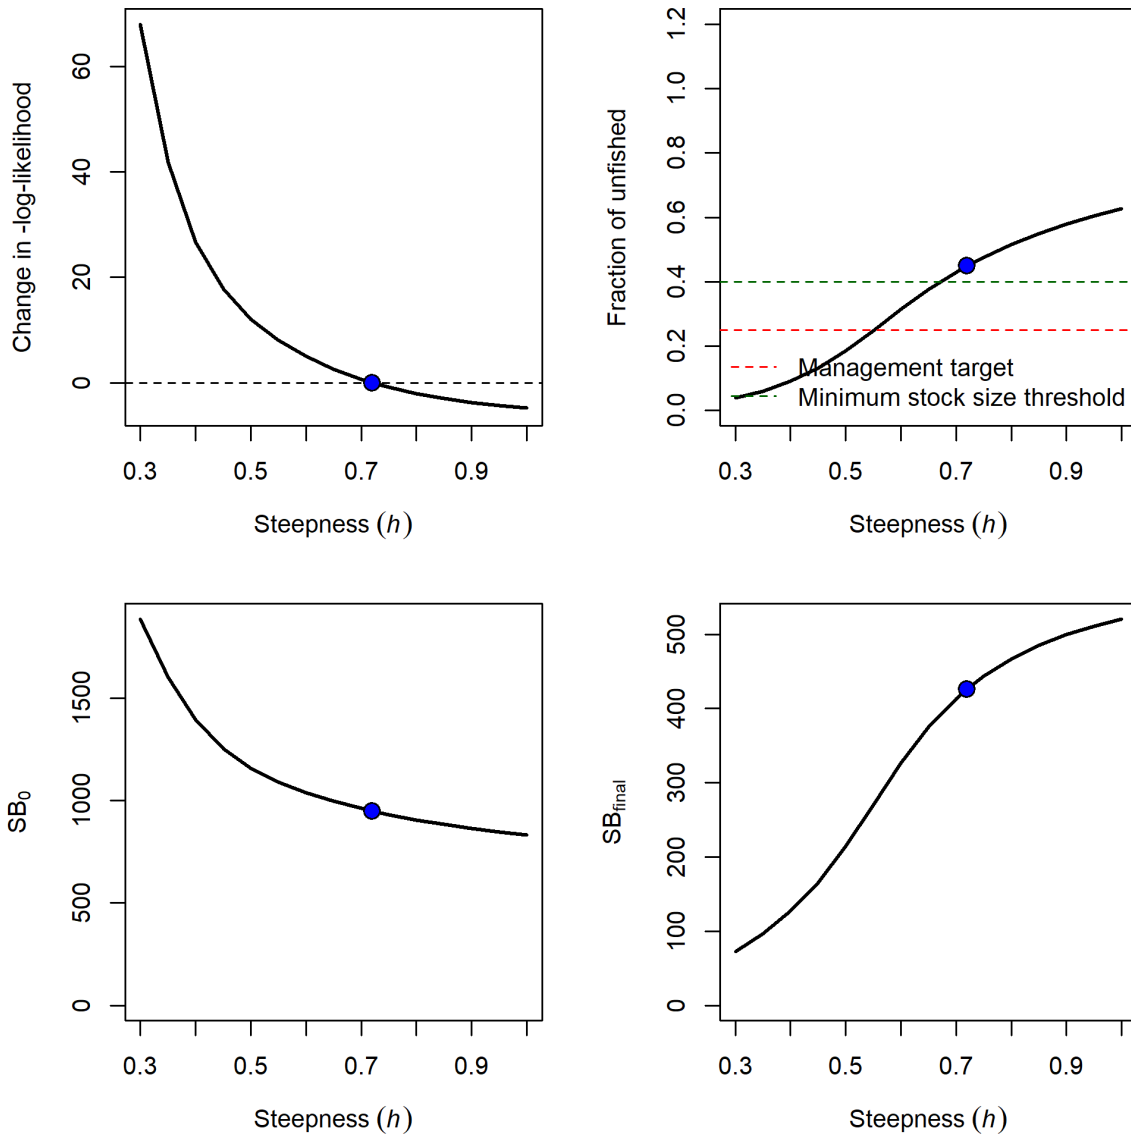 Change in -log-likelihood
0 20 40 60
0.3 0.5 0.7 0.9
Steepness (h)
Fraction of unfished
0.0 0.2 0.4 0.6 0.8 1.0 1.2
Management target
Minimum stock size threshold
0.3 0.5 0.7 0.9
Steepness (h)
SB₀
0 500 1000 1500
0.3 0.5 0.7 0.9
Steepness (h)
SBfinal
0 100 200 300 400 500
0.3 0.5 0.7 0.9
Steepness (h)